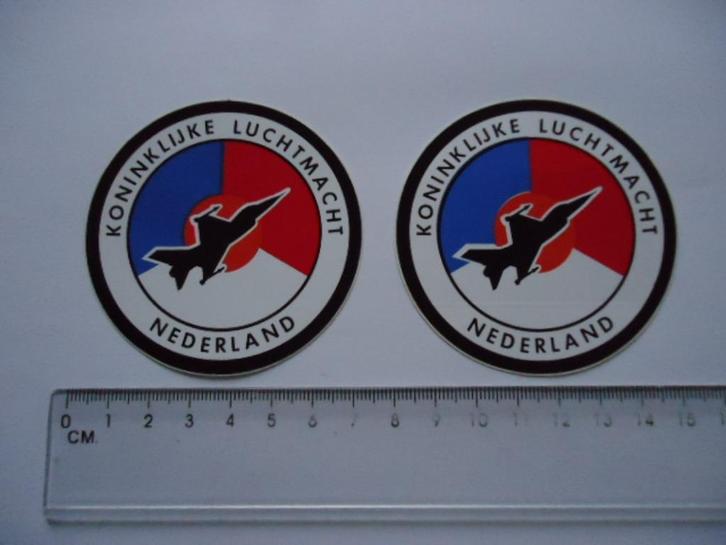 KONINKLIJKE LUCHTMACHT
NEDERLAND
KONINKLIJKE LUCHTMACHT
NEDERLAND
0 1 2 3 4 5 6 7 8 9 10 11 12 13 14 15
CM.